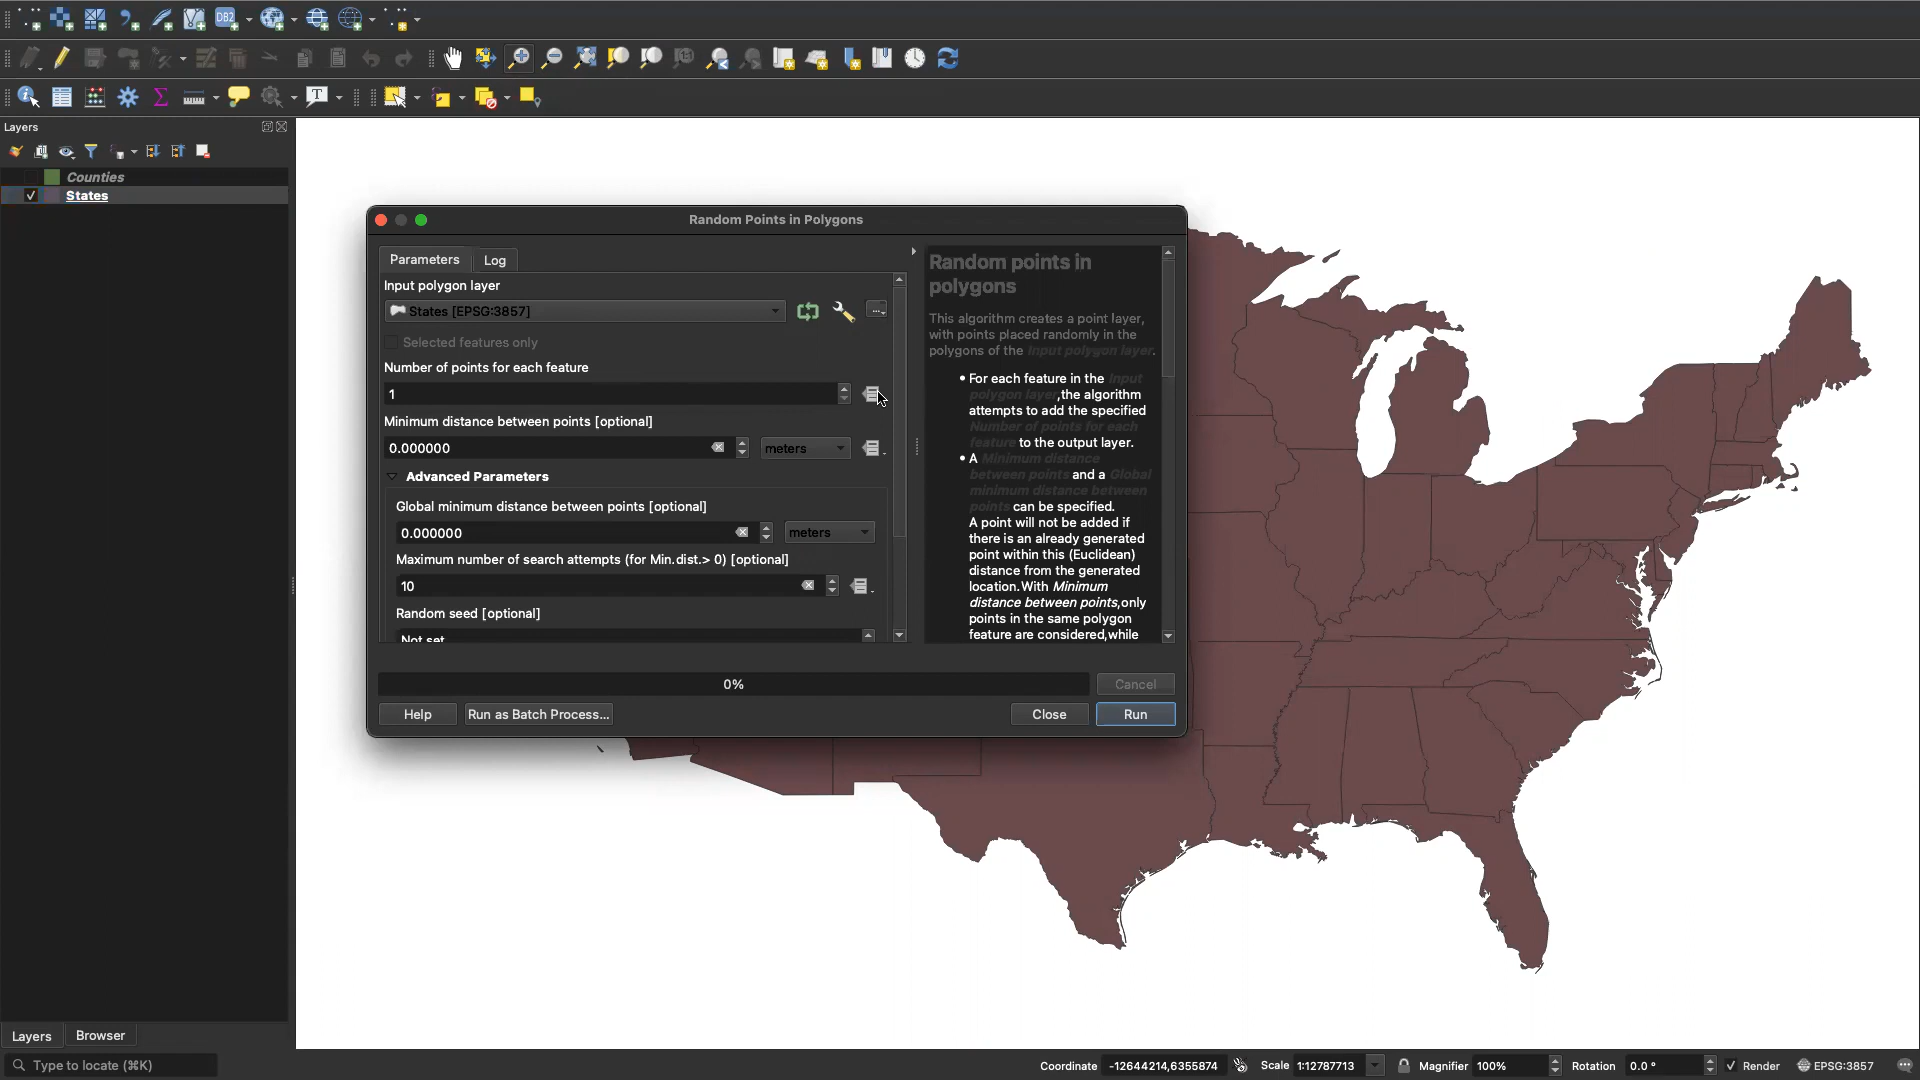 DB2
T
Layers
Counties
States
Random Points in Polygons
Parameters
Log
Input polygon layer
States [EPSG:3857]
...
Selected features only
Number of points for each feature
1
Minimum distance between points [optional]
0.000000
meters
Advanced Parameters
Global minimum distance between points [optional]
0.000000
meters
Maximum number of search attempts (for Min.dist.> 0) [optional]
10
Random seed [optional]
Not set
Random points in
polygons
This algorithm creates a point layer,
with points placed randomly in the
polygons of the Input polygon layer.
• For each feature in the Input
polygon layer,the algorithm
attempts to add the specified
Number of points for each
feature to the output layer.
• A Minimum distance
between points and a Global
minimum distance between
points can be specified.
A point will not be added if
there is an already generated
point within this (Euclidean)
distance from the generated
location.With Minimum
distance between points,only
points in the same polygon
feature are considered,while
0%
Cancel
Help
Run as Batch Process...
Close
Run
Layers
Browser
Type to locate (⌘K)
Coordinate -12644214,6355874
Scale 1:12787713
Magnifier 100%
Rotation 0.0 °
Render
EPSG:3857